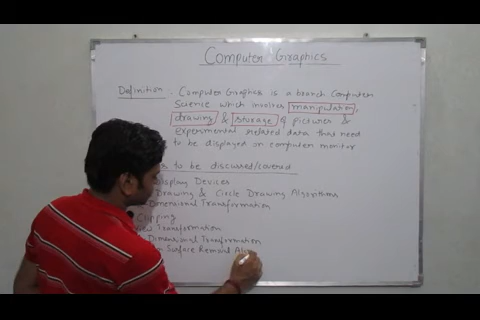 Computer Graphics
Definition : Computer Graphics is a branch Computer
Science which involves manipulation,
drawing & storage of pictures &
experimental related data that need
to be displayed on computer monitor
to be discussed/covered
Display Devices
Drawing & Circle Drawing Algorithms
Dimensional Transformation
Clipping
View Transformation
Dimensional Transformation
Surface Removal Al